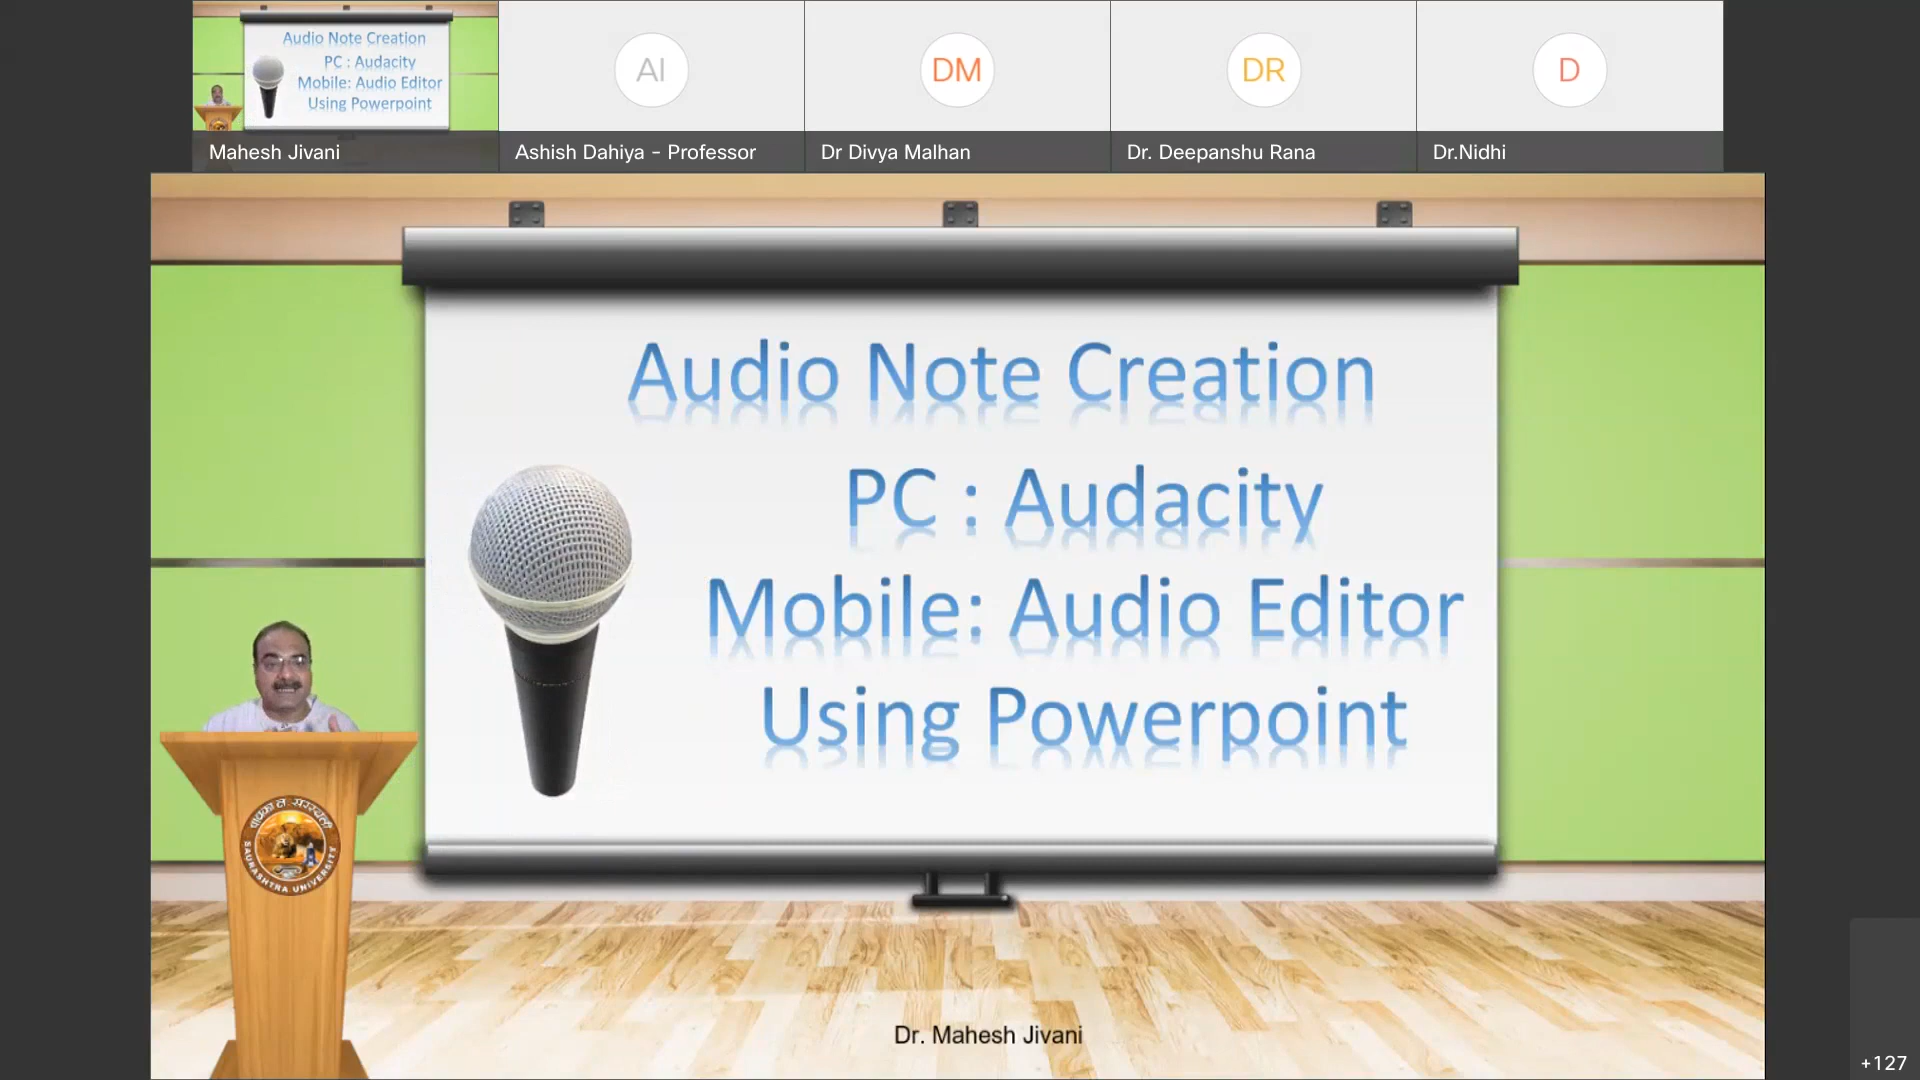 Audio Note Creation
PC : Audacity
Mobile: Audio Editor
Using Powerpoint
AI
DM
DR
D
Mahesh Jivani
Ashish Dahiya - Professor
Dr Divya Malhan
Dr. Deepanshu Rana
Dr.Nidhi
Audio Note Creation
PC : Audacity
Mobile: Audio Editor
Using Powerpoint
SAURASHTRA UNIVERSITY
Dr. Mahesh Jivani
+127